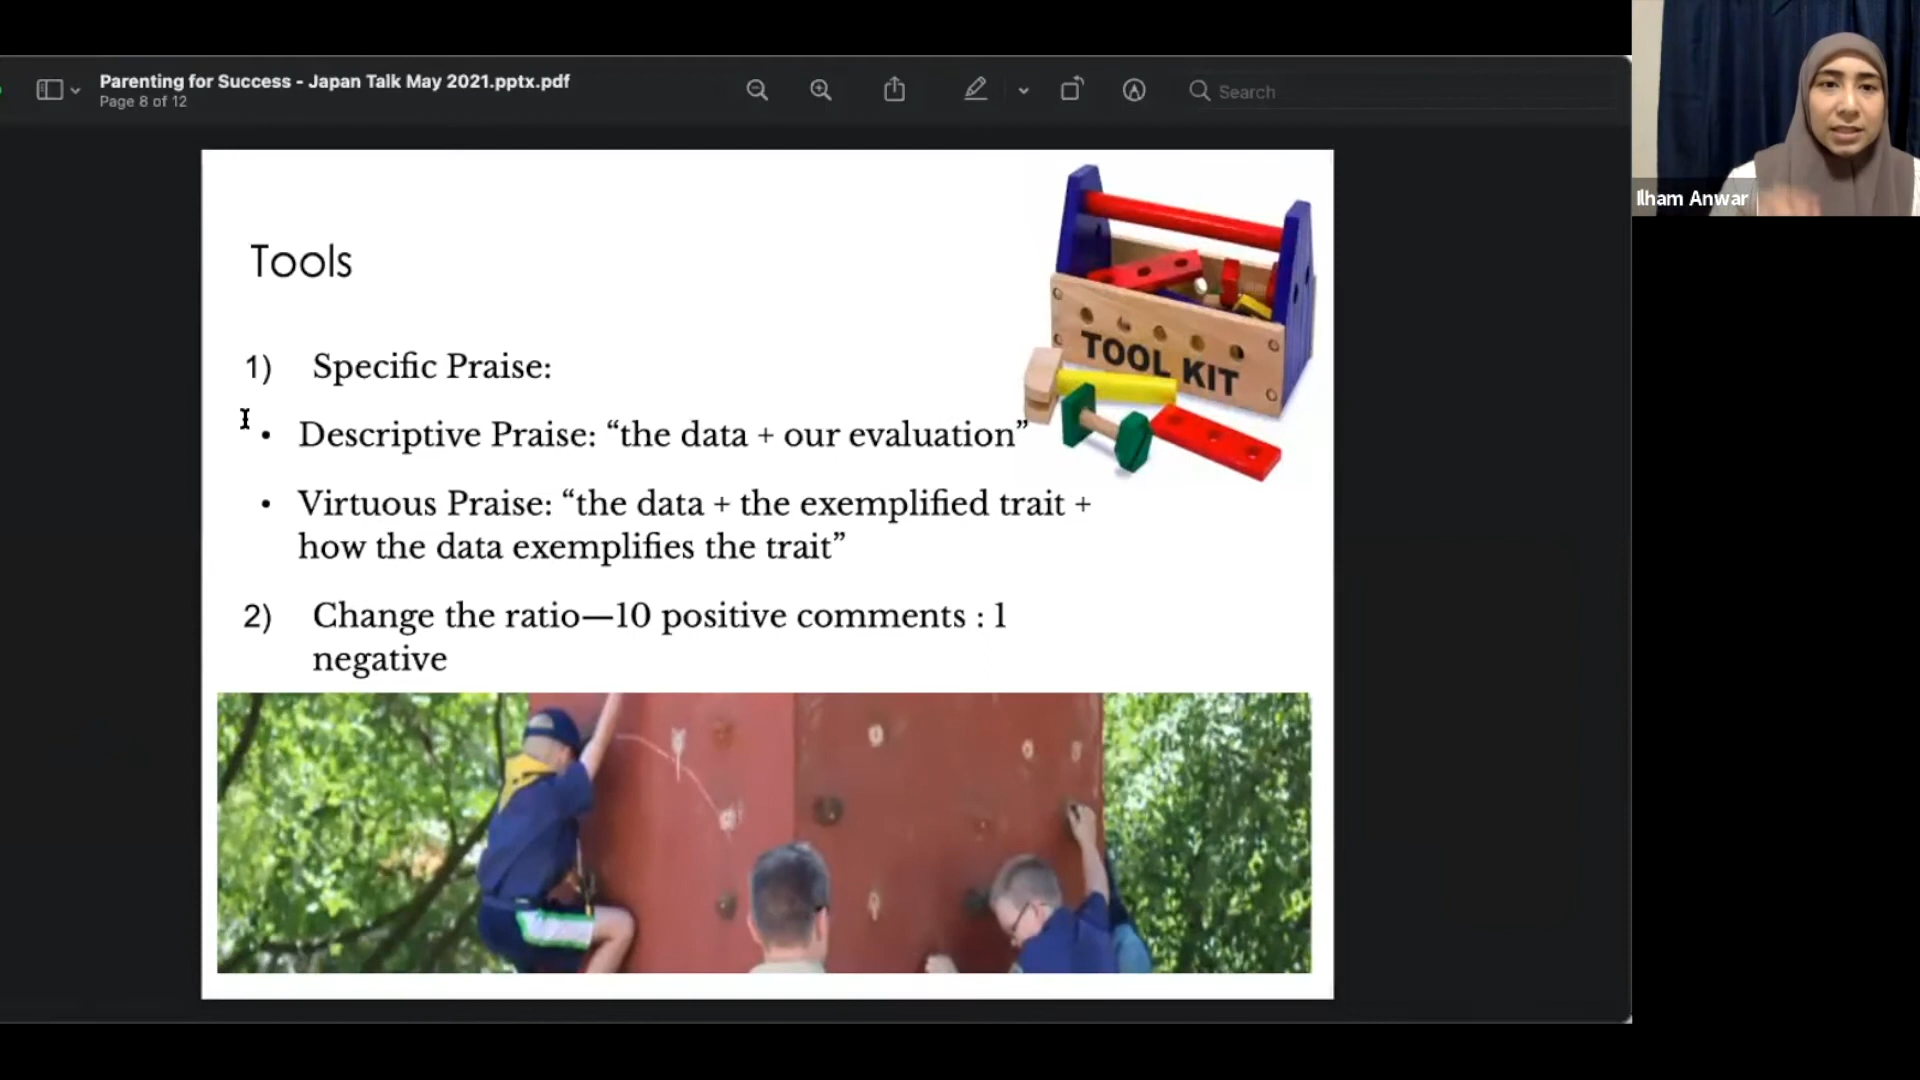 Parenting for Success - Japan Talk May 2021.pptx.pdf
Page 8 of 12
Search
Ilham Anwar
Tools
TOOL KIT
1) Specific Praise:
• Descriptive Praise: “the data + our evaluation”
• Virtuous Praise: “the data + the exemplified trait +
how the data exemplifies the trait”
2) Change the ratio—10 positive comments : 1
negative